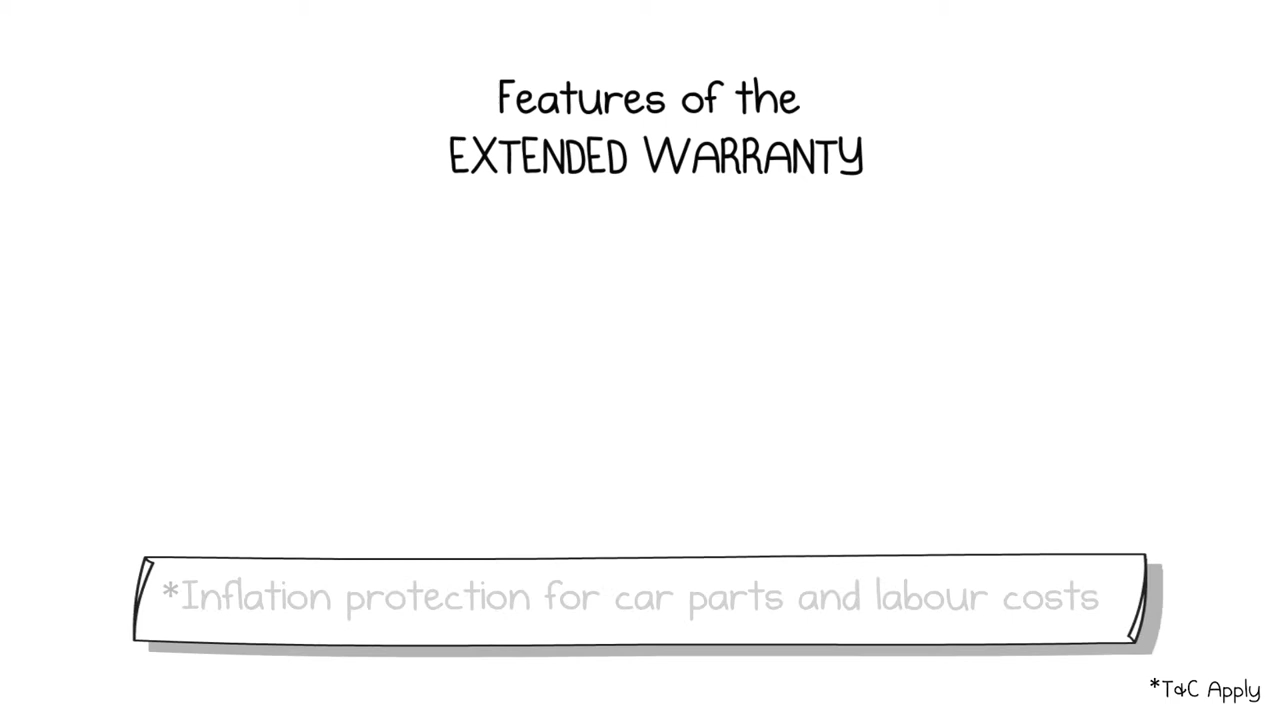 Features of the
EXTENDED WARRANTY
*Inflation protection for car parts and labour costs
*T&C Apply